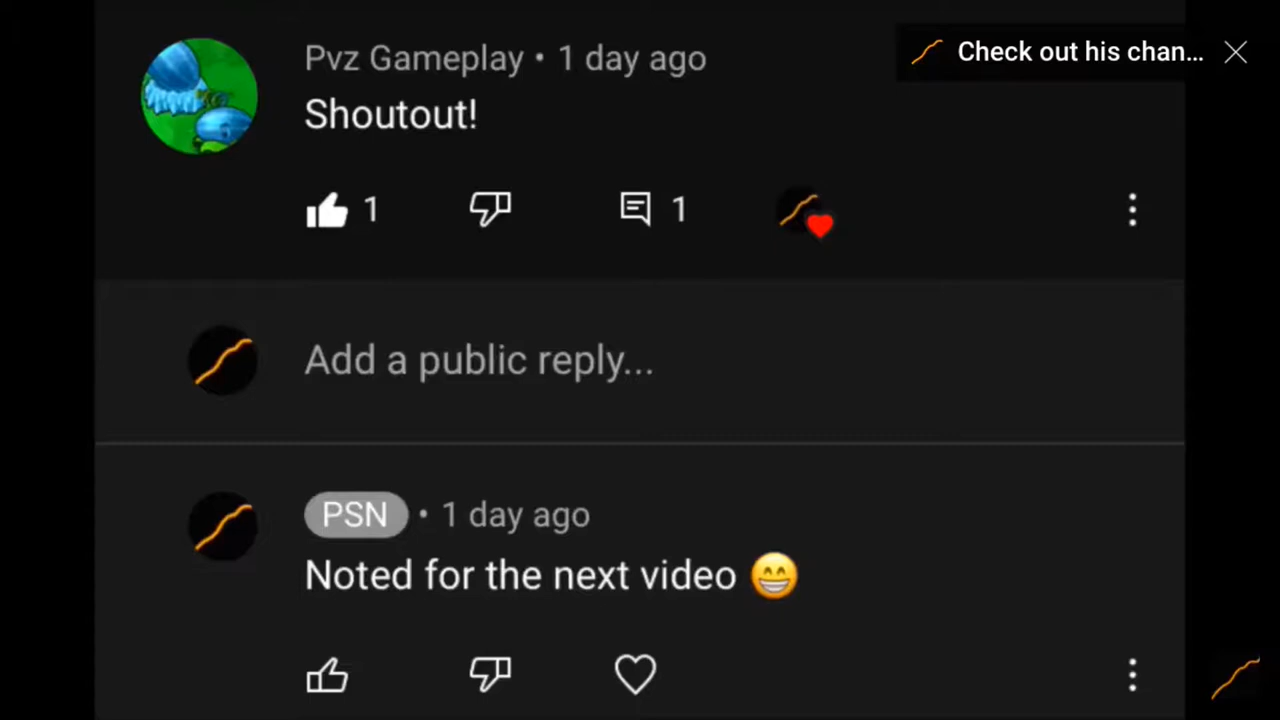 Check out his chan...
Pvz Gameplay • 1 day ago
Shoutout!
1
1
Add a public reply...
PSN • 1 day ago
Noted for the next video 😁